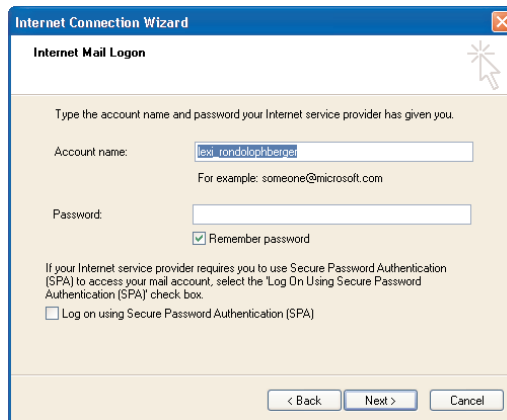 Internet Connection Wizard
Internet Mail Logon
Type the account name and password your Internet service provider has given you.
Account name:
lexi_rondolophberger
For example: someone@microsoft.com
Password:
Remember password
If your Internet service provider requires you to use Secure Password Authentication
(SPA) to access your mail account, select the 'Log On Using Secure Password
Authentication (SPA)' check box.
Log on using Secure Password Authentication (SPA)
< Back
Next >
Cancel